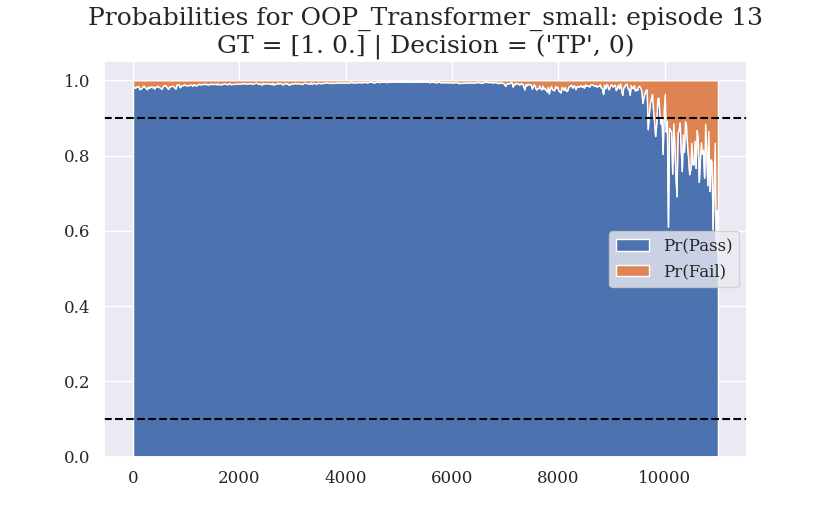 Probabilities for OOP_Transformer_small: episode 13
GT = [1. 0.] | Decision = ('TP', 0)
1.0
0.8
0.6
0.4
0.2
0.0
Pr(Pass)
Pr(Fail)
0 2000 4000 6000 8000 10000